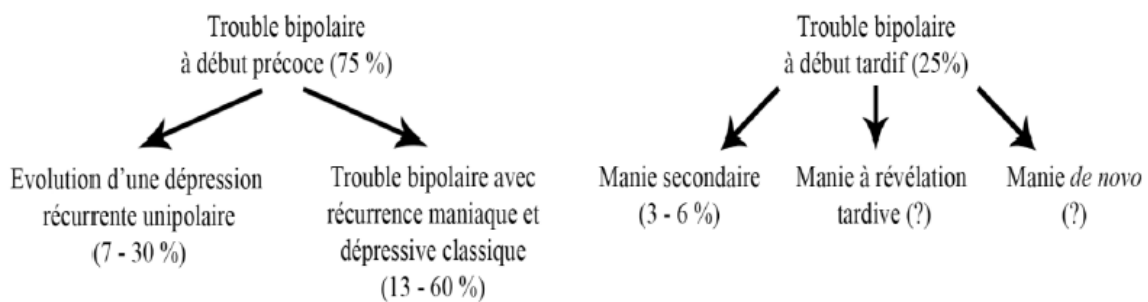 Trouble bipolaire
à début précoce (75 %)
Evolution d’une dépression
récurrente unipolaire
(7 - 30 %)
Trouble bipolaire avec
récurrence maniaque et
dépressive classique
(13 - 60 %)
Trouble bipolaire
à début tardif (25%)
Manie secondaire
(3 - 6 %)
Manie à révélation
tardive (?)
Manie de novo
(?)